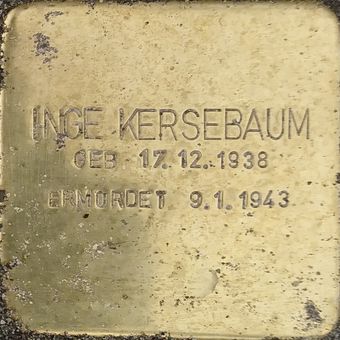 INGE KERSEBAUM
GEB. 17.12.1938
ERMORDET 9.1.1943